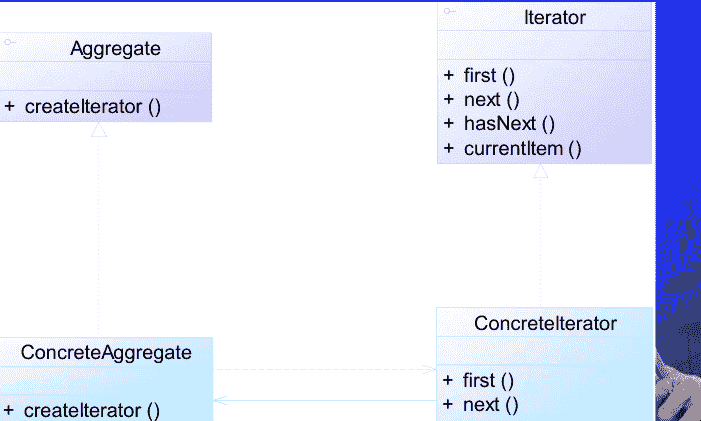 Aggregate
+ createIterator ()
Iterator
+ first ()
+ next ()
+ hasNext ()
+ currentItem ()
ConcreteAggregate
+ createIterator ()
ConcreteIterator
+ first ()
+ next ()